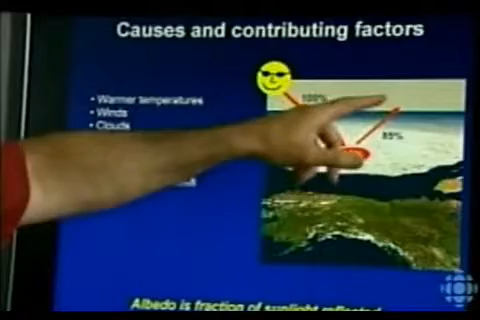 Causes and contributing factors
• Warmer temperatures
• Winds
• Clouds
100%
85%
Albedo is fraction of sunlight reflected